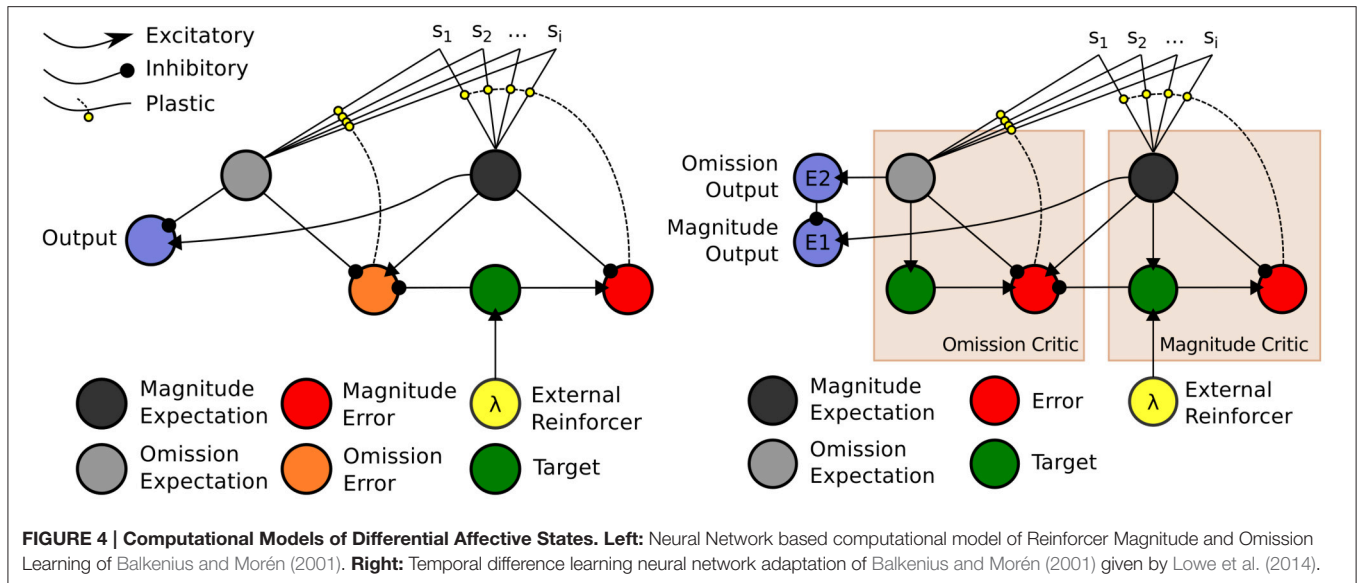 Excitatory
Inhibitory
Plastic
s1 s2 ... si
Output
Magnitude
Expectation
Omission
Expectation
Magnitude
Error
Omission
Error
λ
External
Reinforcer
Target
s1 s2 ... si
Omission
Output
E2
Magnitude
Output
E1
Omission Critic
Magnitude Critic
Magnitude
Expectation
Omission
Expectation
Error
Target
λ
External
Reinforcer
FIGURE 4 | Computational Models of Differential Affective States. Left: Neural Network based computational model of Reinforcer Magnitude and Omission
Learning of Balkenius and Morén (2001). Right: Temporal difference learning neural network adaptation of Balkenius and Morén (2001) given by Lowe et al. (2014).